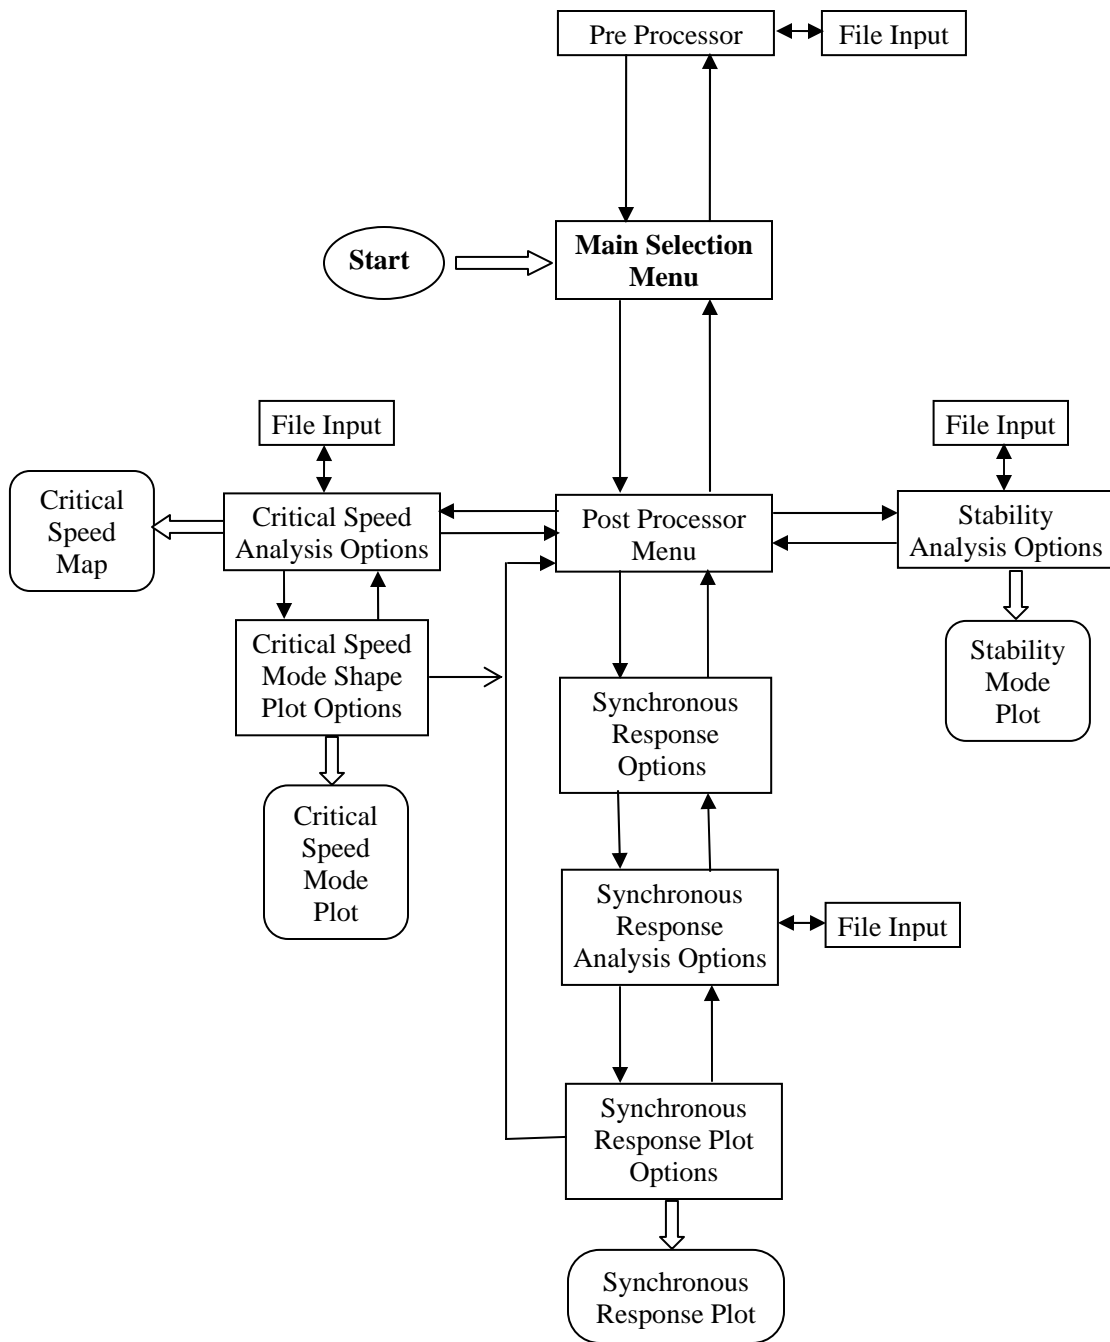 Pre Processor
File Input
Start
Main Selection
Menu
File Input
File Input
Critical
Speed
Map
Critical Speed
Analysis Options
Post Processor
Menu
Stability
Analysis Options
Critical Speed
Mode Shape
Plot Options
Stability
Mode
Plot
Synchronous
Response
Options
Critical
Speed
Mode
Plot
Synchronous
Response
Analysis Options
File Input
Synchronous
Response Plot
Options
Synchronous
Response Plot